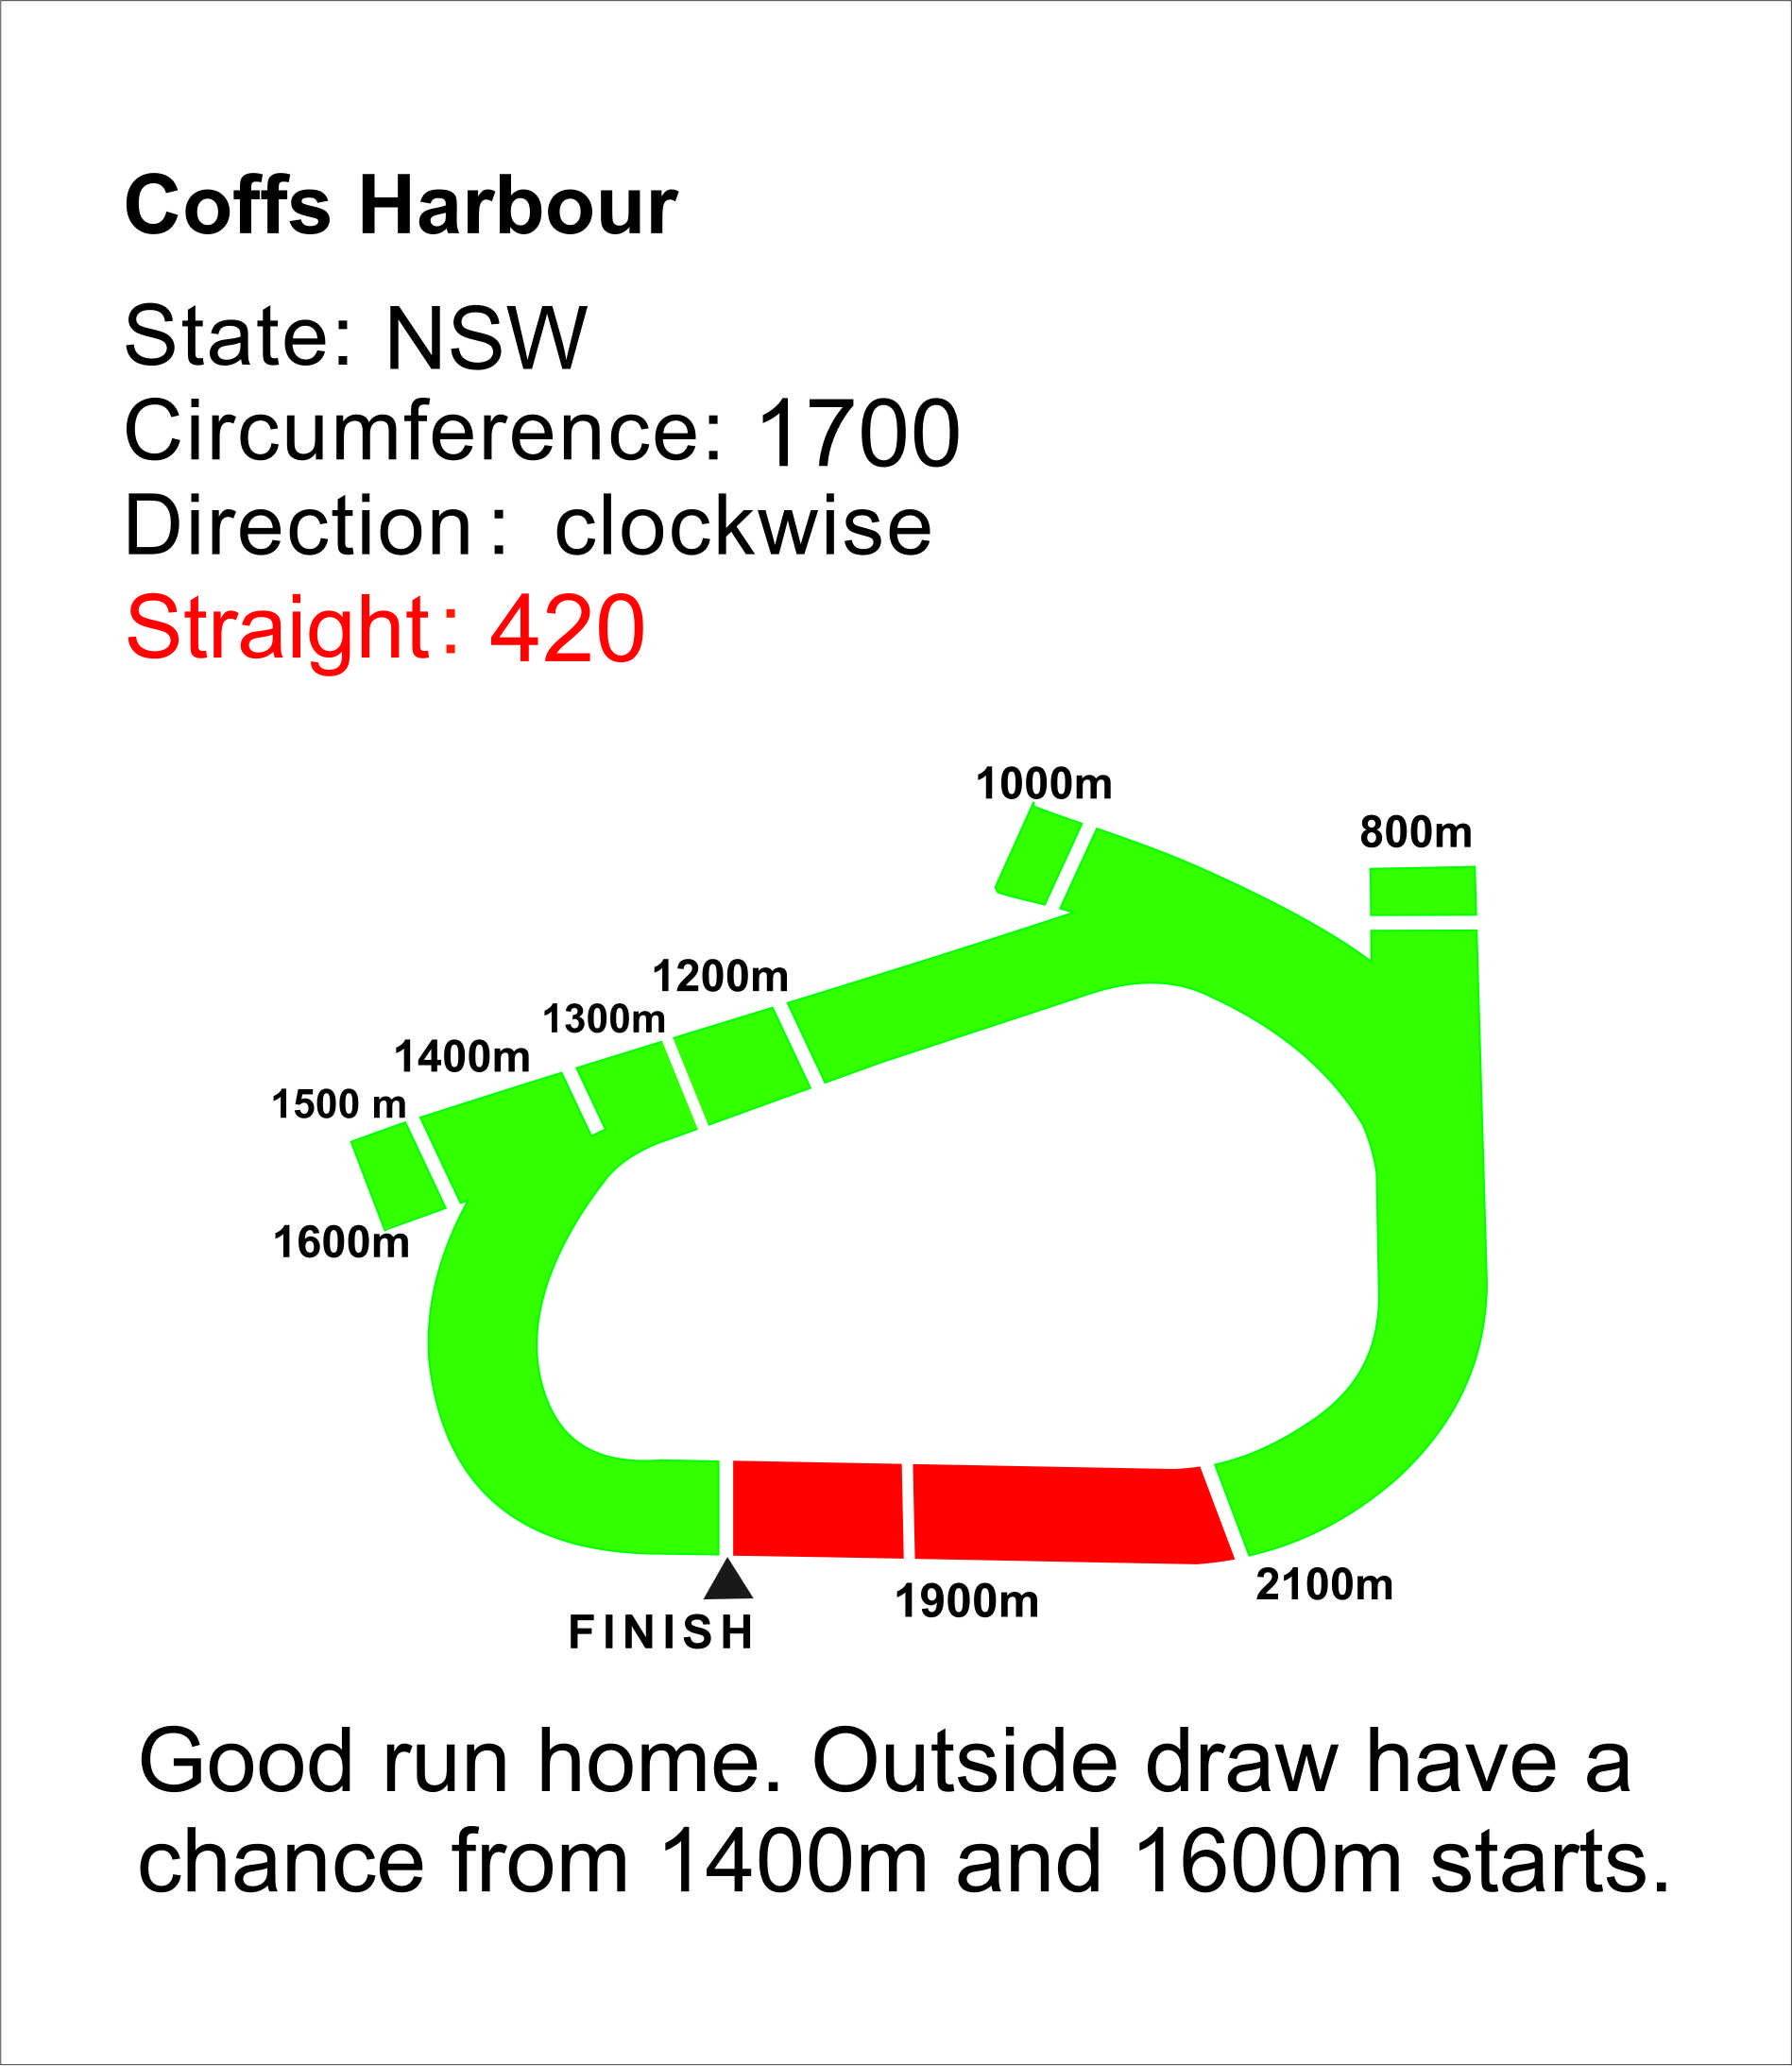 Coffs Harbour
State: NSW
Circumference: 1700
Direction : clockwise
Straight: 420
1000m
800m
1200m
1300m
1400m
1500 m
1600m
2100m
1900m
FINISH
Good run home. Outside draw have a
chance from 1400m and 1600m starts.